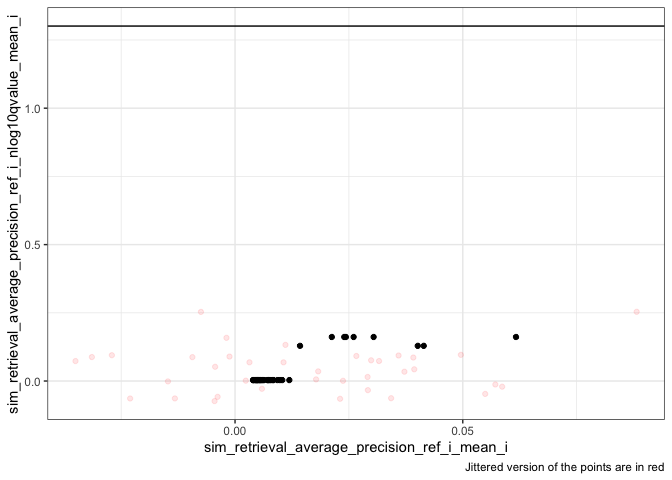 sim_retrieval_average_precision_ref_i_nlog10qvalue_mean_i
1.0
0.5
0.0
0.00
0.05
sim_retrieval_average_precision_ref_i_mean_i
Jittered version of the points are in red